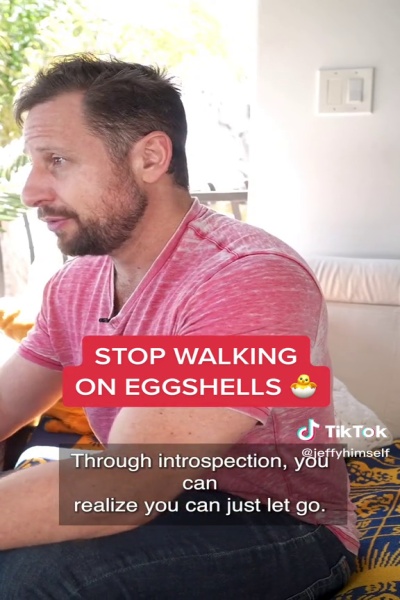 STOP WALKING
ON EGGSHELLS 🐣
TikTok
@jeffyhimself
Through introspection, you
can
realize you can just let go.